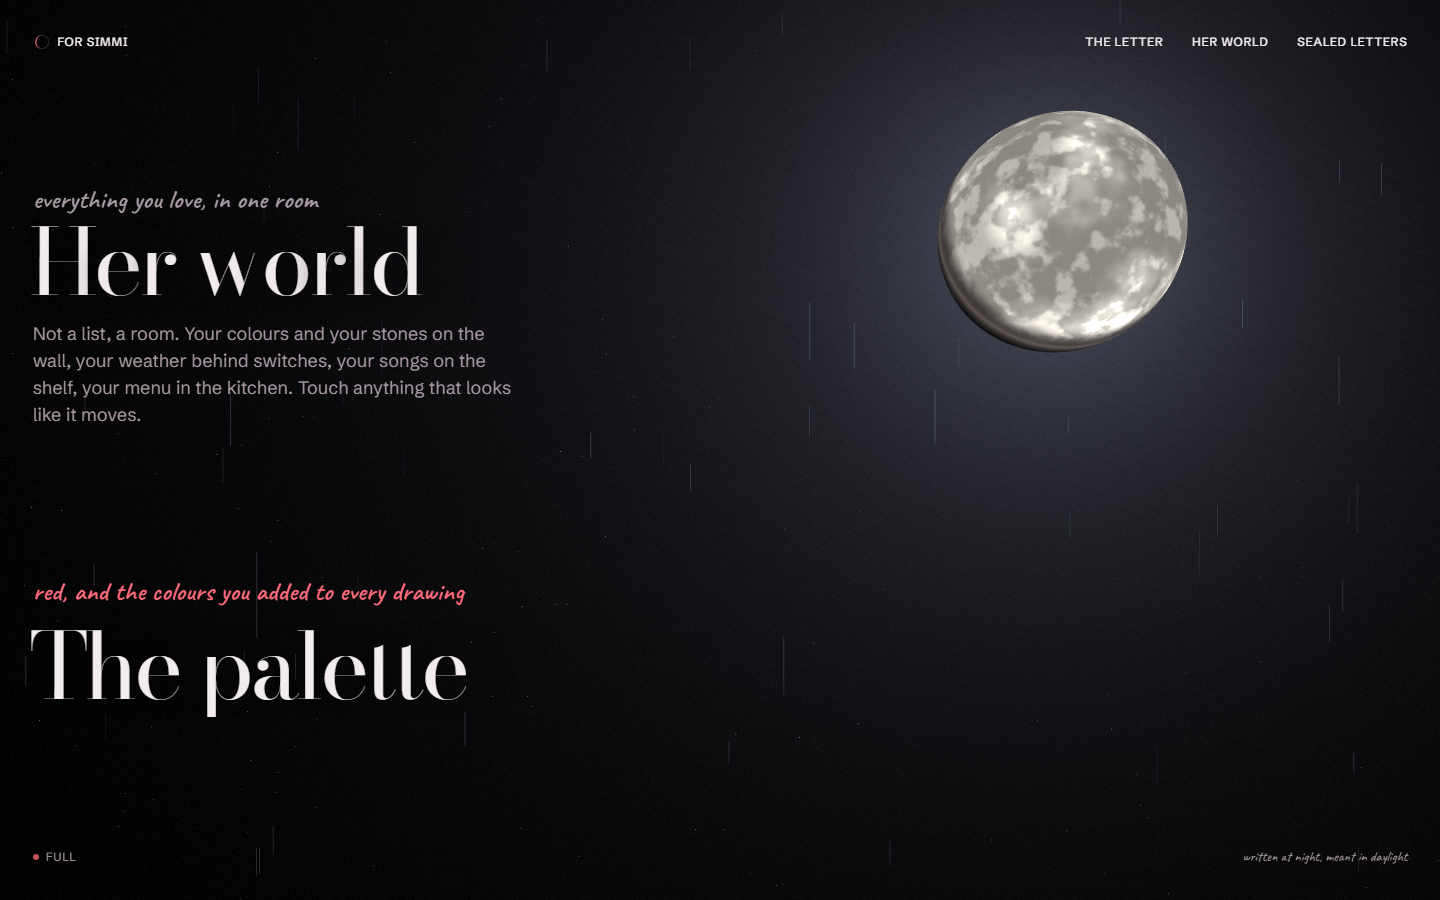 FOR SIMMI
THE LETTER HER WORLD SEALED LETTERS
everything you love, in one room
Her world
Not a list, a room. Your colours and your stones on the
wall, your weather behind switches, your songs on the
shelf, your menu in the kitchen. Touch anything that looks
like it moves.
red, and the colours you added to every drawing
The palette
FULL
written at night, meant in daylight